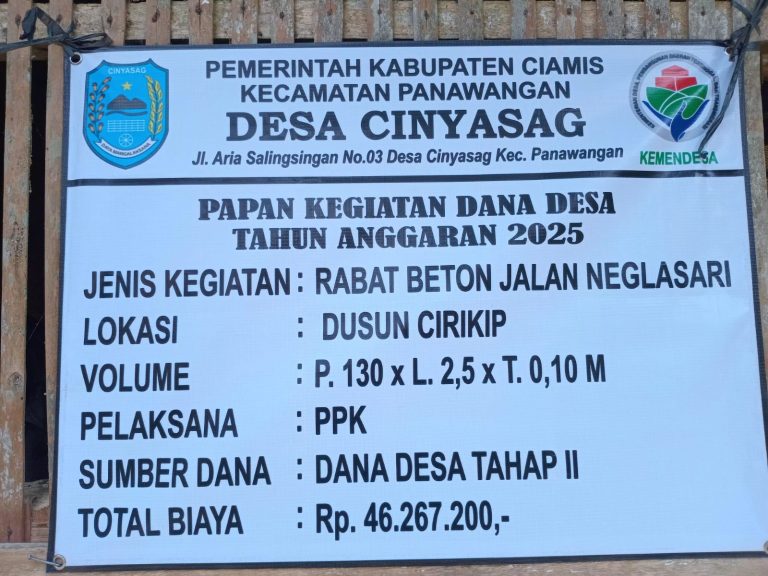 PEMERINTAH KABUPATEN CIAMIS
KECAMATAN PANAWANGAN
DESA CINYASAG
Jl. Aria Salingsingan No.03 Desa Cinyasag Kec. Panawangan
CINYASAG
KEMENDESA
PAPAN KEGIATAN DANA DESA
TAHUN ANGGARAN 2025
JENIS KEGIATAN : RABAT BETON JALAN NEGLASARI
LOKASI : DUSUN CIRIKIP
VOLUME : P. 130 x L. 2,5 x T. 0,10 M
PELAKSANA : PPK
SUMBER DANA : DANA DESA TAHAP II
TOTAL BIAYA : Rp. 46.267.200,-